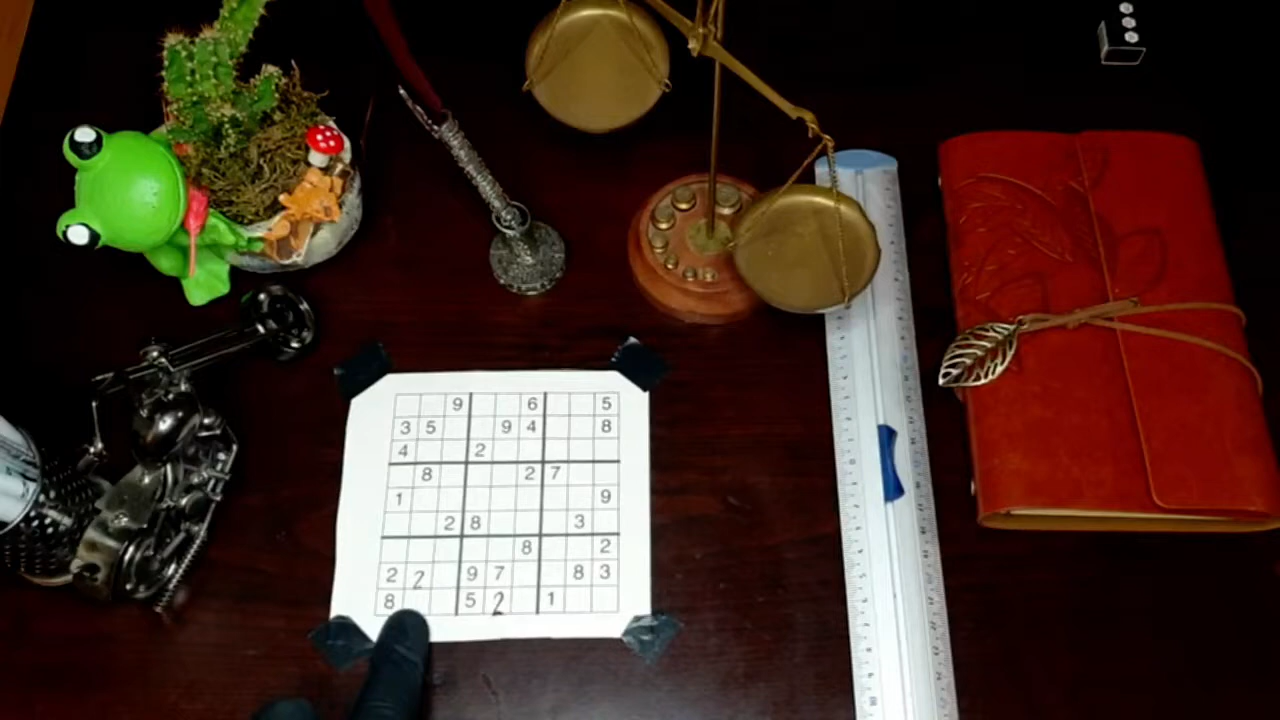 9 6 5
3 5 9 4 8
4 2
8 2 7
1 9
2 8 3
8 2
2 2 9 7 8 3
8 5 2 1